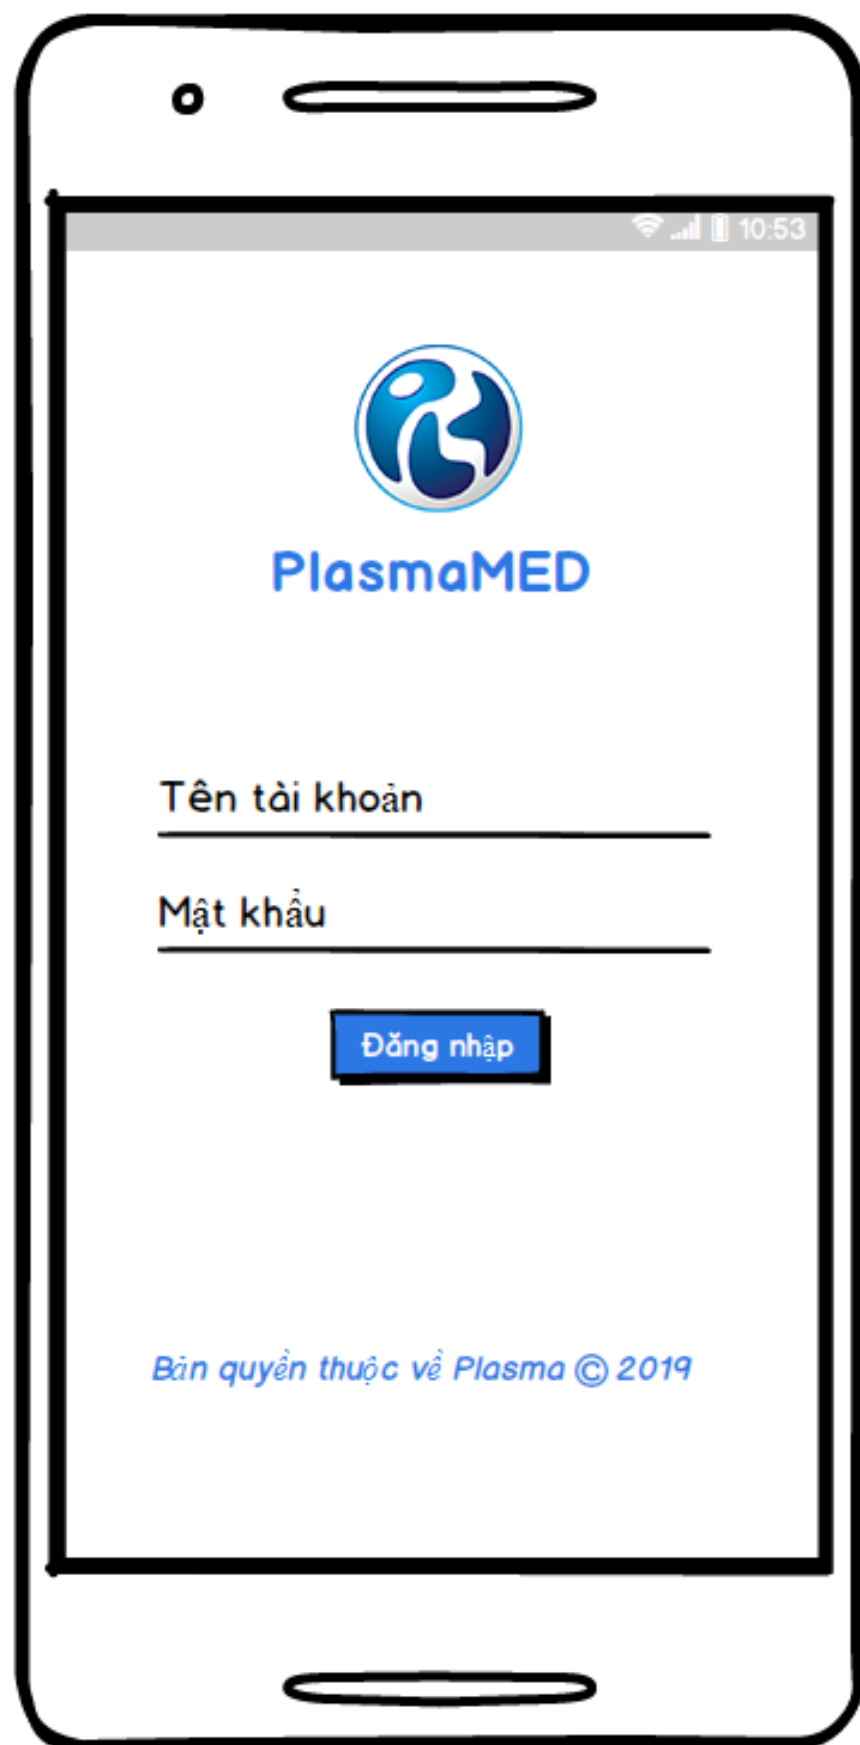 10:53
PlasmaMED
Tên tài khoản
Mật khẩu
Đăng nhập
Bản quyền thuộc về Plasma © 2019